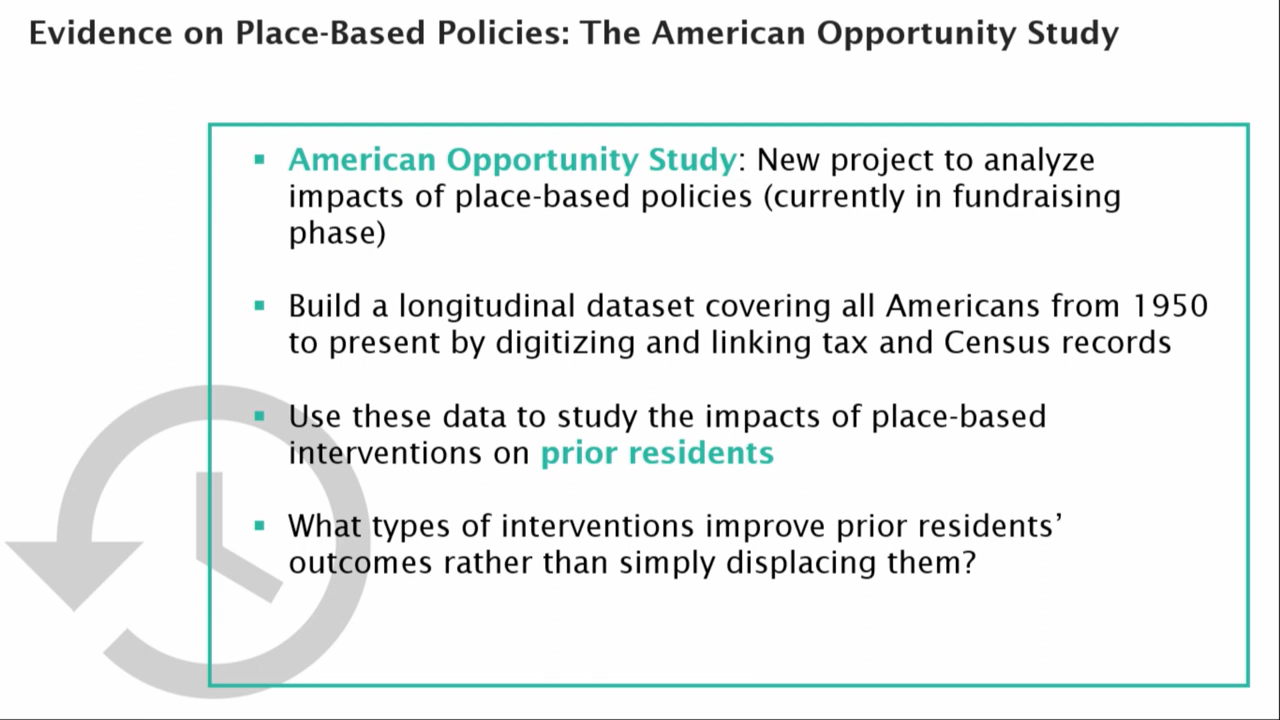 Evidence on Place-Based Policies: The American Opportunity Study
▪ American Opportunity Study: New project to analyze
impacts of place-based policies (currently in fundraising
phase)
▪ Build a longitudinal dataset covering all Americans from 1950
to present by digitizing and linking tax and Census records
▪ Use these data to study the impacts of place-based
interventions on prior residents
▪ What types of interventions improve prior residents’
outcomes rather than simply displacing them?